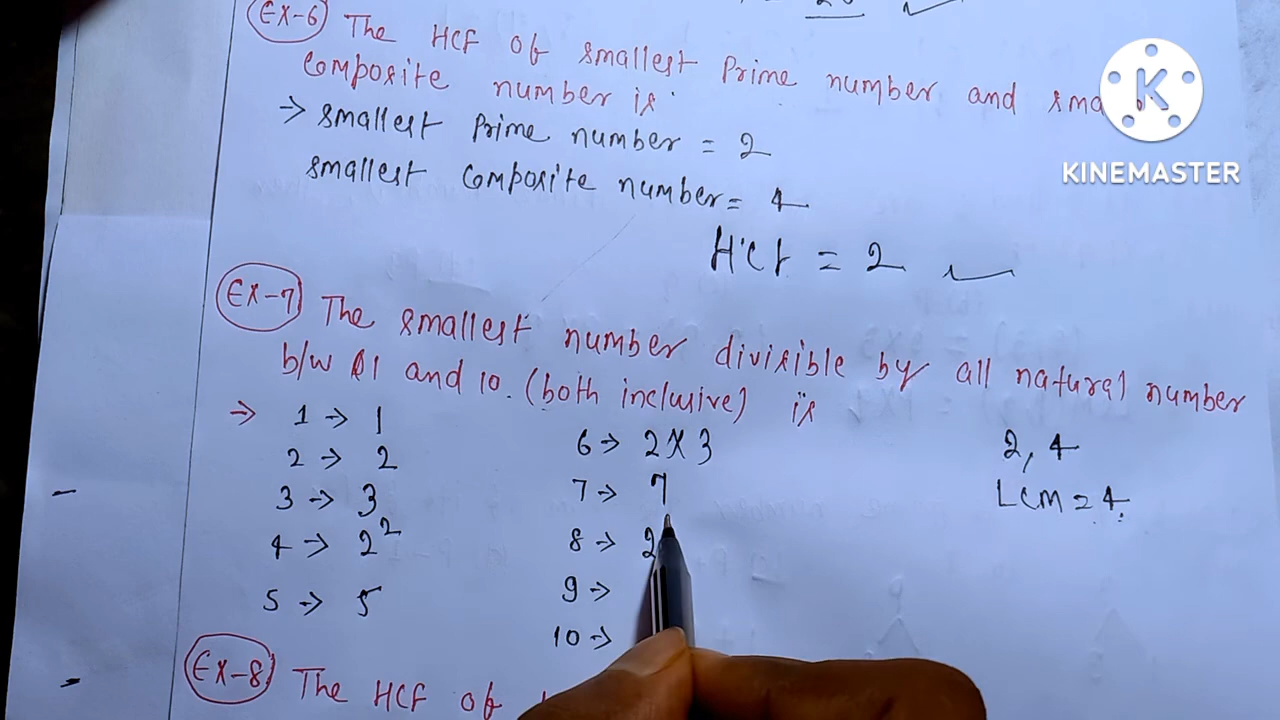 Ex-6 The HCF of smallest prime number and sma
composite number is
→ smallest prime number = 2
smallest composite number = 4
HCF = 2 ✓
Ex-7 The smallest number divisible by all natural number
b/w 1 and 10. (both inclusive) is
→ 1 → 1
2 → 2
3 → 3
4 → 2²
5 → 5
6 → 2×3
7 → 7
8 → 2
9 →
10 →
2, 4
LCM = 4
Ex-8 The HCF of
K
KINEMASTER